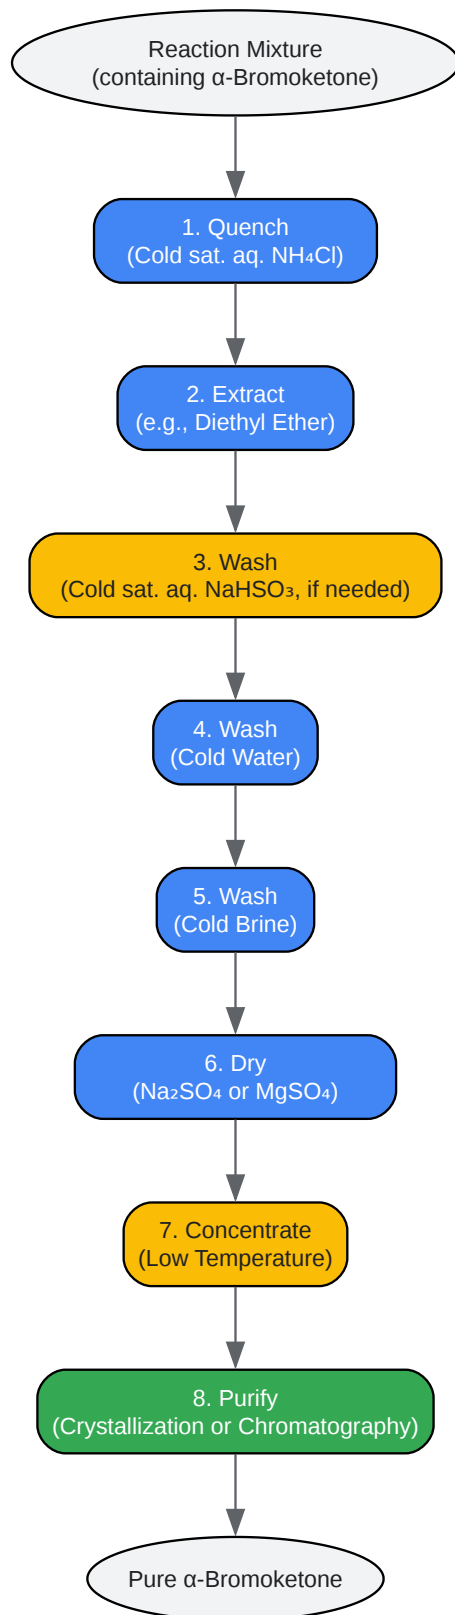 Reaction Mixture
(containing α-Bromoketone)
1. Quench
(Cold sat. aq. NH₄Cl)
2. Extract
(e.g., Diethyl Ether)
3. Wash
(Cold sat. aq. NaHSO₃, if needed)
4. Wash
(Cold Water)
5. Wash
(Cold Brine)
6. Dry
(Na₂SO₄ or MgSO₄)
7. Concentrate
(Low Temperature)
8. Purify
(Crystallization or Chromatography)
Pure α-Bromoketone